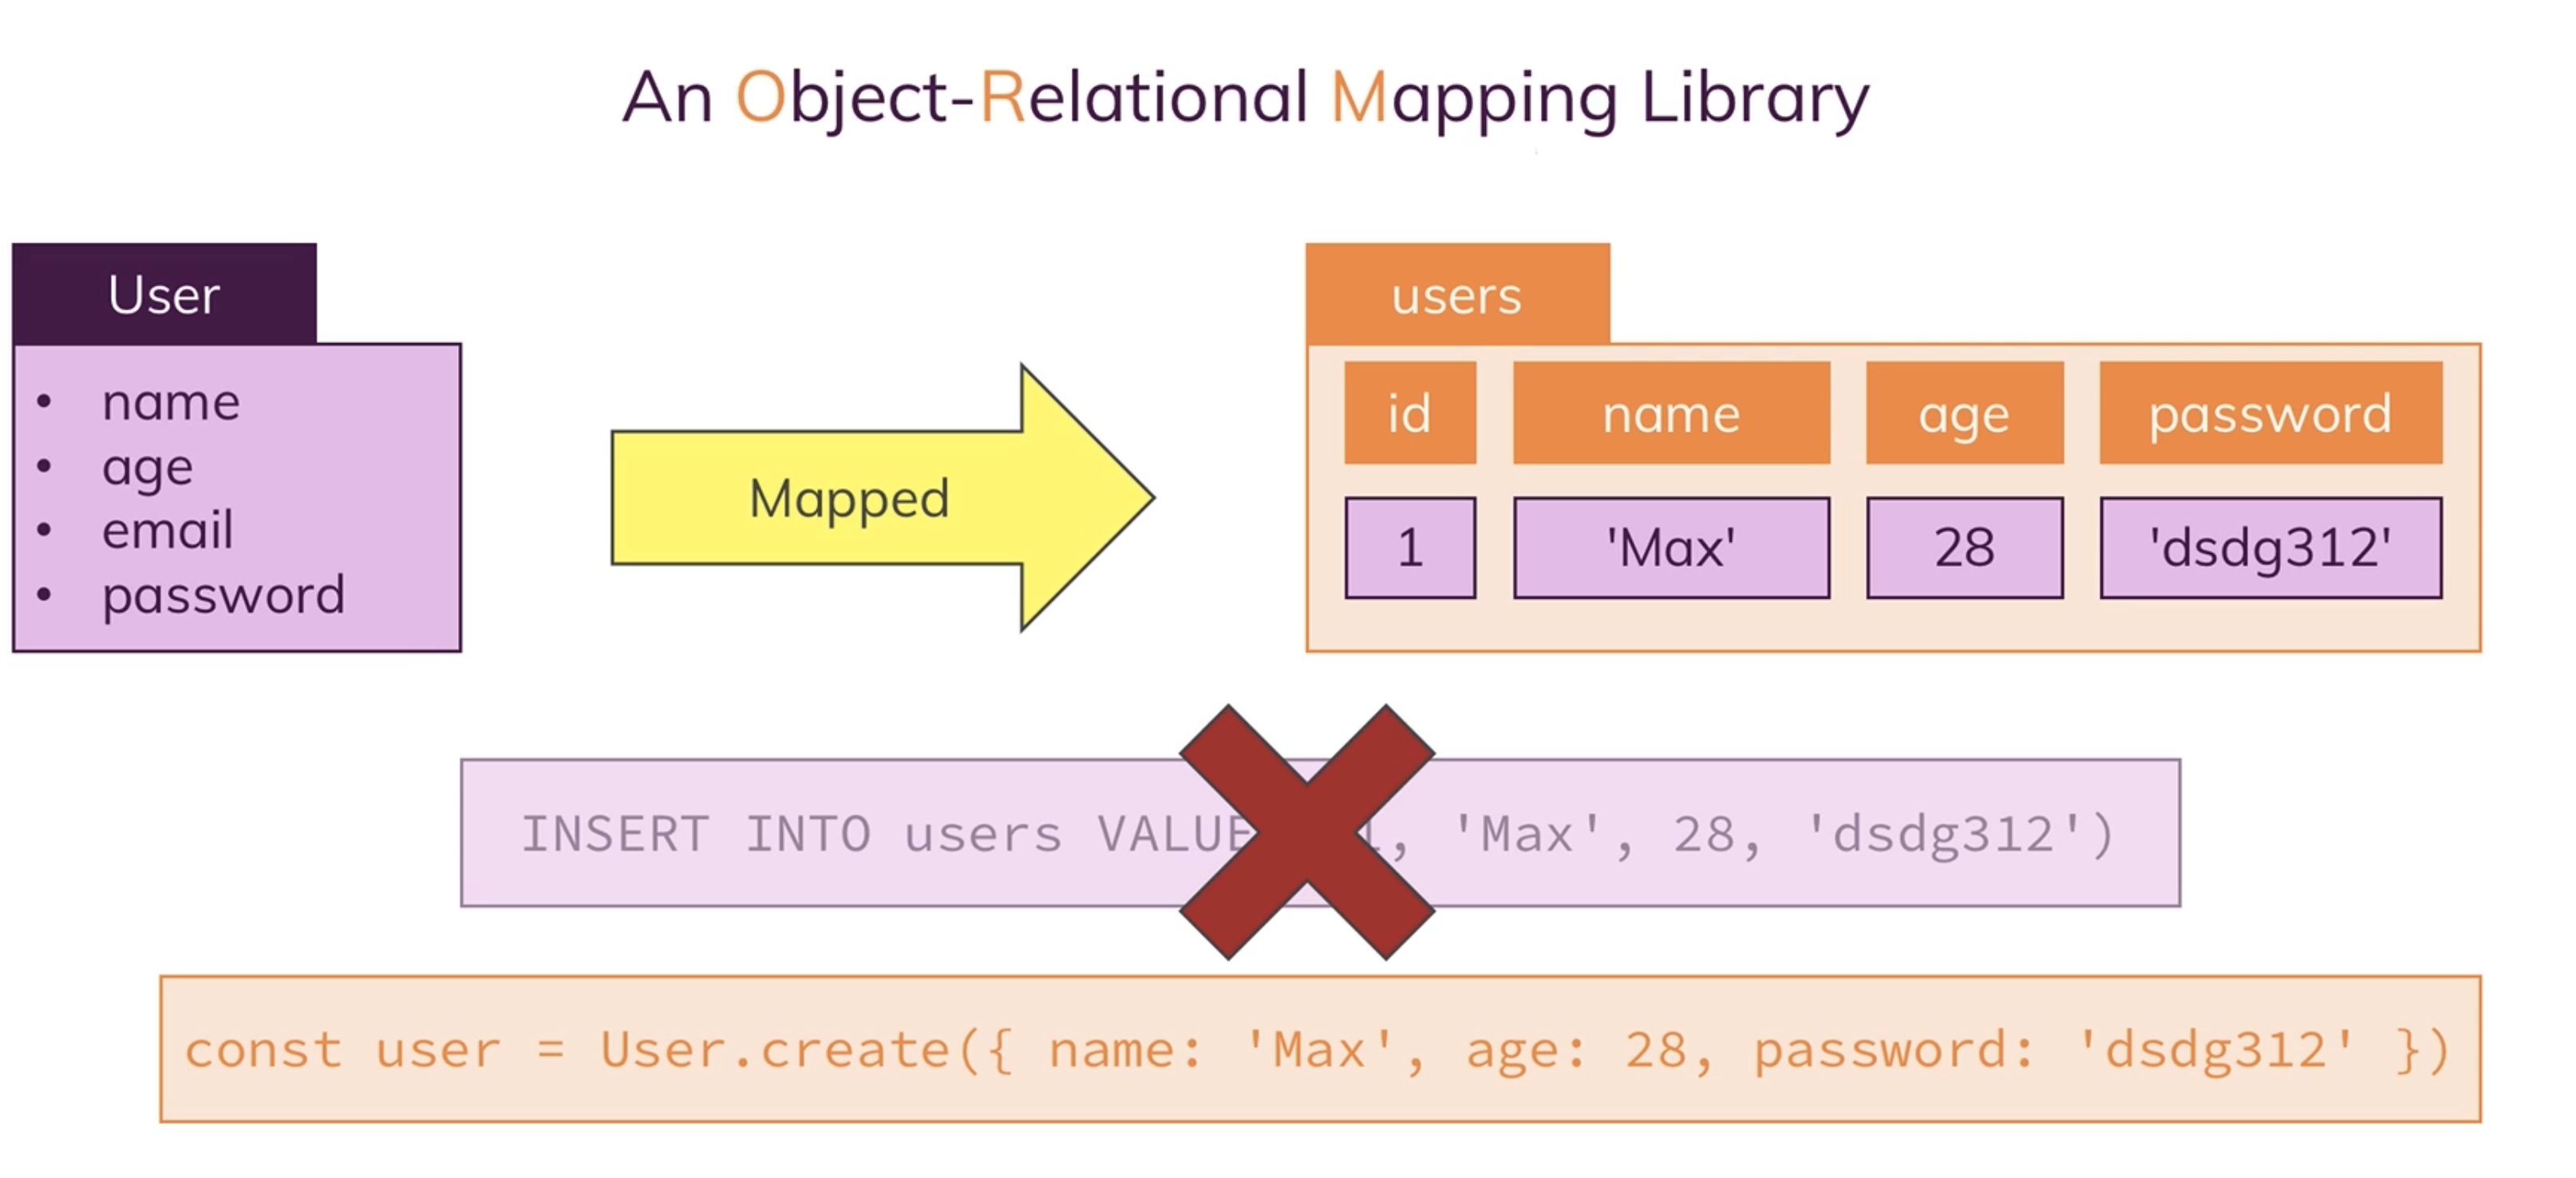 An Object-Relational Mapping Library
User
• name
• age
• email
• password
Mapped
users
id name age password
1 'Max' 28 'dsdg312'
INSERT INTO users 'Max', 28, 'dsdg312')
const user = User.create({ name: 'Max', age: 28, password: 'dsdg312' })